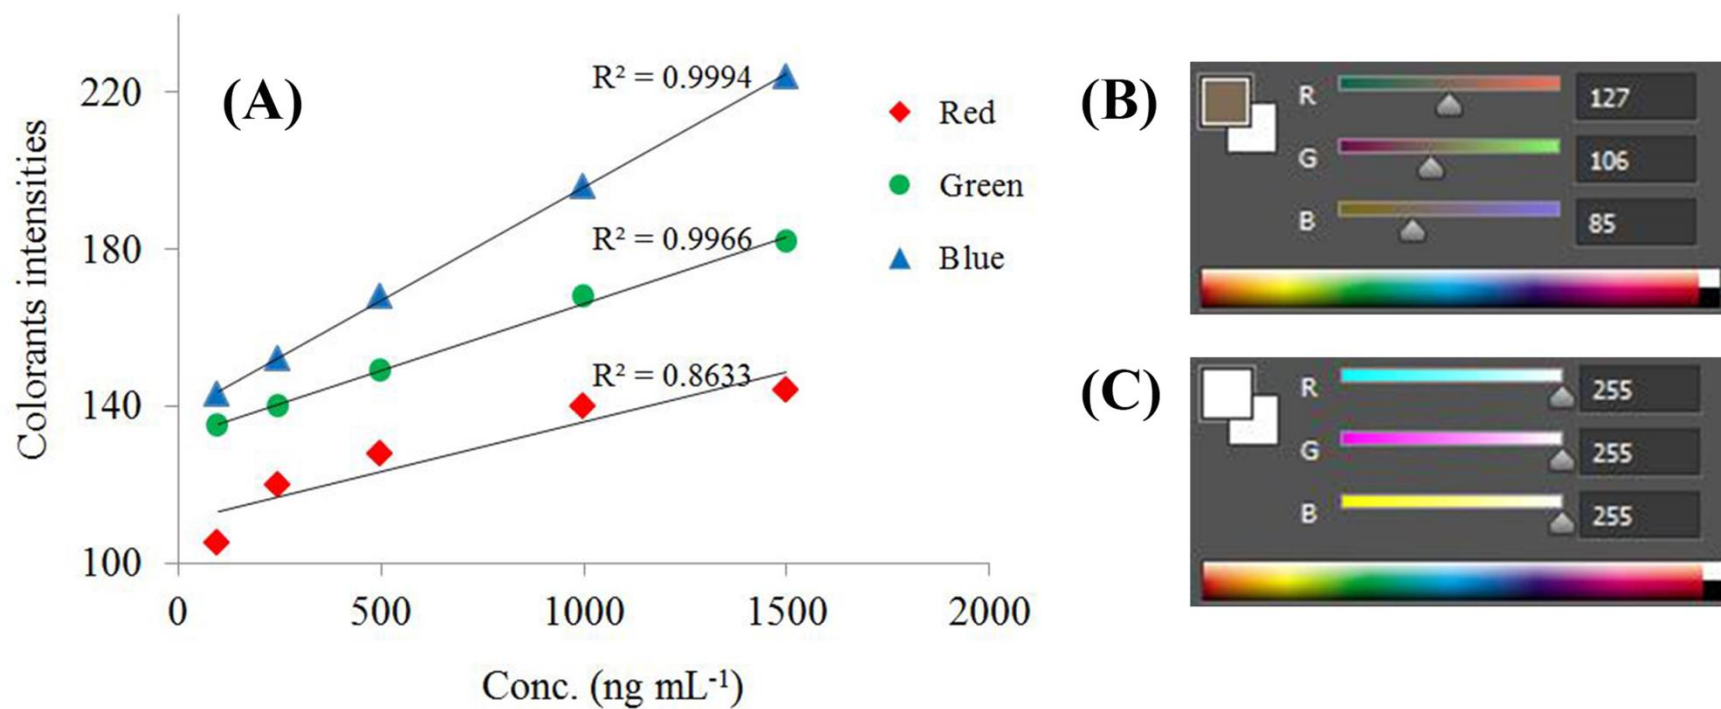 (A)
Colorants intensities
220
180
140
100
0 500 1000 1500 2000
Conc. (ng mL⁻¹)
R² = 0.9994
R² = 0.9966
R² = 0.8633
Red
Green
Blue
(B)
R 127
G 106
B 85
(C)
R 255
G 255
B 255